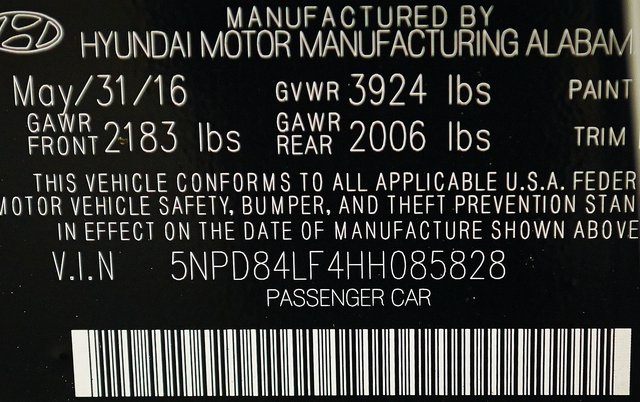 MANUFACTURED BY
HYUNDAI MOTOR MANUFACTURING ALABAM
May/31/16 GVWR 3924 lbs PAINT
GAWR FRONT 2183 lbs GAWR REAR 2006 lbs TRIM
THIS VEHICLE CONFORMS TO ALL APPLICABLE U.S.A. FEDER
MOTOR VEHICLE SAFETY, BUMPER, AND THEFT PREVENTION STAN
IN EFFECT ON THE DATE OF MANUFACTURE SHOWN ABOVE
V.I.N 5NPD84LF4HH085828
PASSENGER CAR